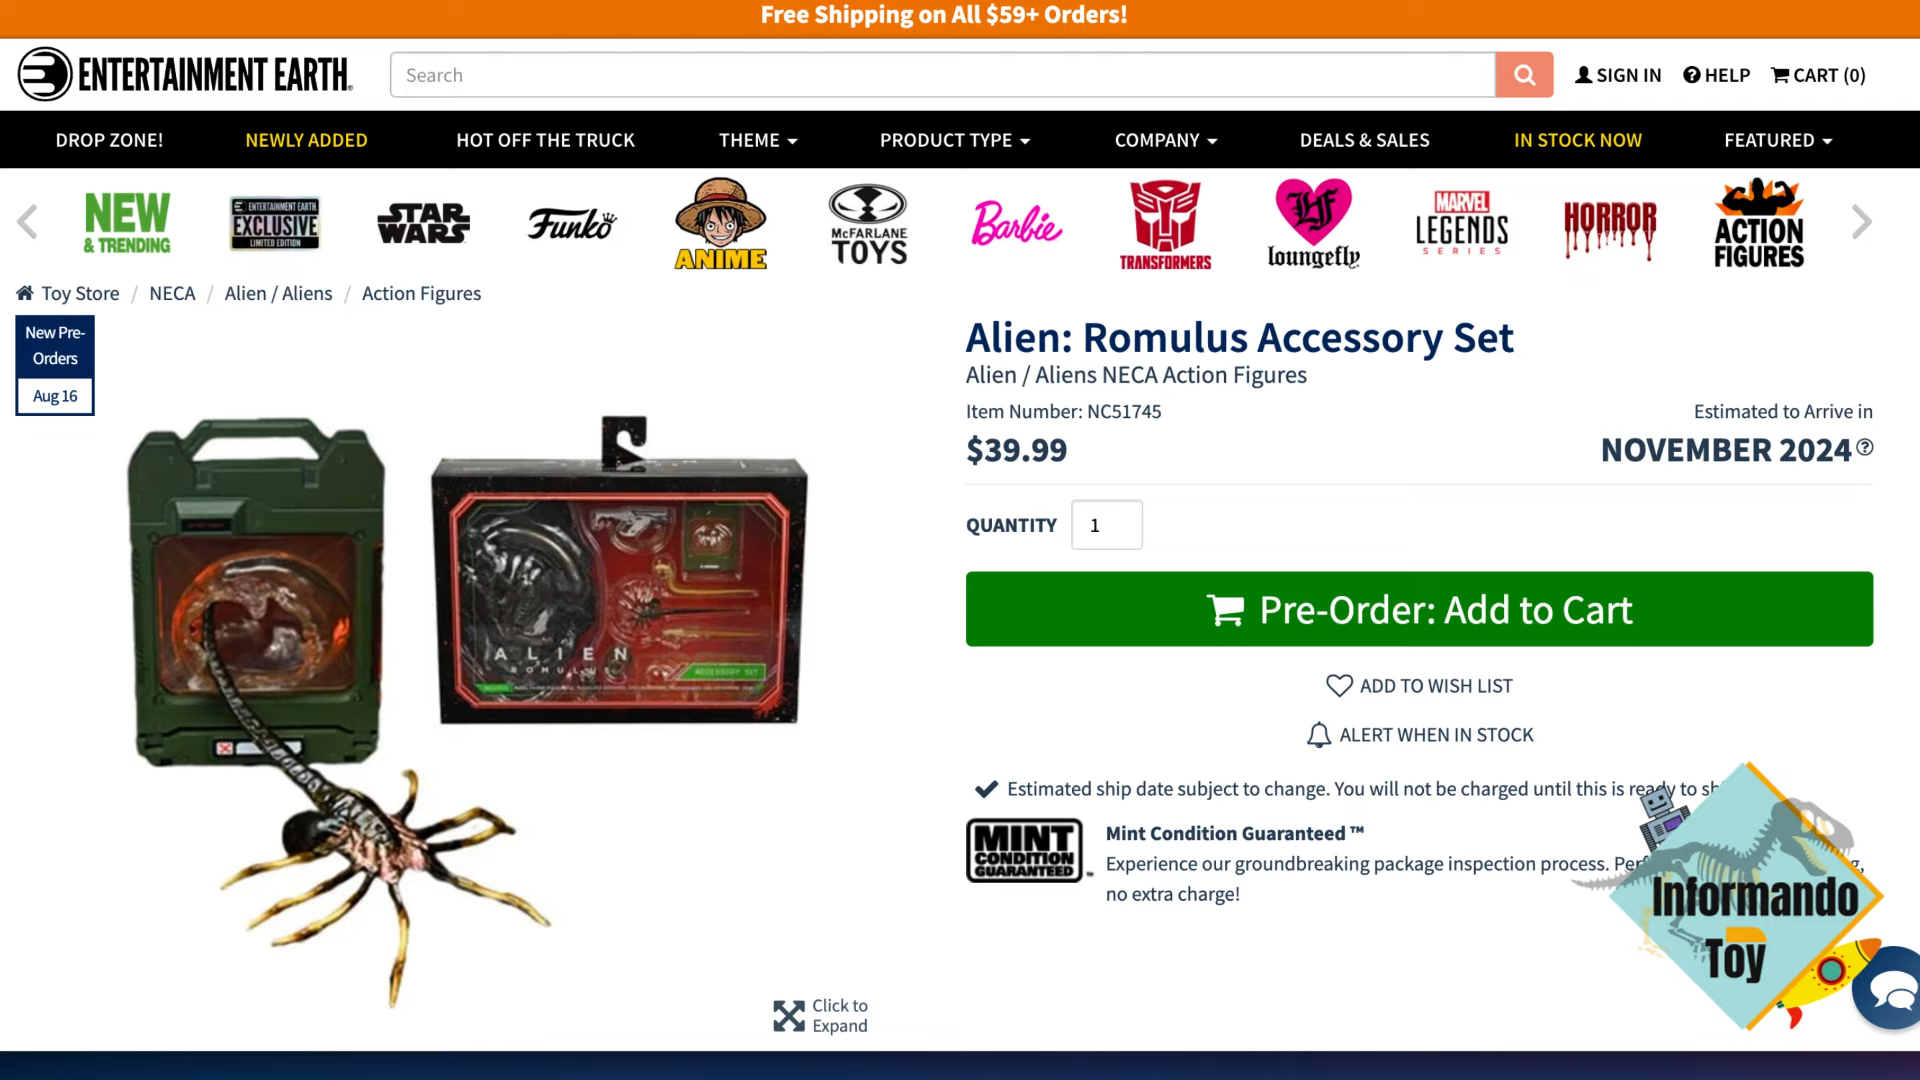 Free Shipping on All $59+ Orders!
ENTERTAINMENT EARTH
Search
SIGN IN
HELP
CART (0)
DROP ZONE!
NEWLY ADDED
HOT OFF THE TRUCK
THEME
PRODUCT TYPE
COMPANY
DEALS & SALES
IN STOCK NOW
FEATURED
NEW
& TRENDING
ENTERTAINMENT EARTH
EXCLUSIVE
LIMITED EDITION
STAR
WARS
Funko
ANIME
McFARLANE
TOYS
Barbie
TRANSFORMERS
LF
loungefly
MARVEL
LEGENDS
SERIES
HORROR
ACTION
FIGURES
Toy Store / NECA / Alien / Aliens / Action Figures
New Pre-
Orders
Aug 16
ALIEN
ROMULUS
ACCESSORY SET
Click to
Expand
Alien: Romulus Accessory Set
Alien / Aliens NECA Action Figures
Item Number: NC51745
Estimated to Arrive in
$39.99
NOVEMBER 2024
QUANTITY 1
Pre-Order: Add to Cart
ADD TO WISH LIST
ALERT WHEN IN STOCK
Estimated ship date subject to change. You will not be charged until this is ready to sh
MINT
CONDITION
GUARANTEED
Mint Condition Guaranteed ™
Experience our groundbreaking package inspection process.
no extra charge!
Informando
Toy